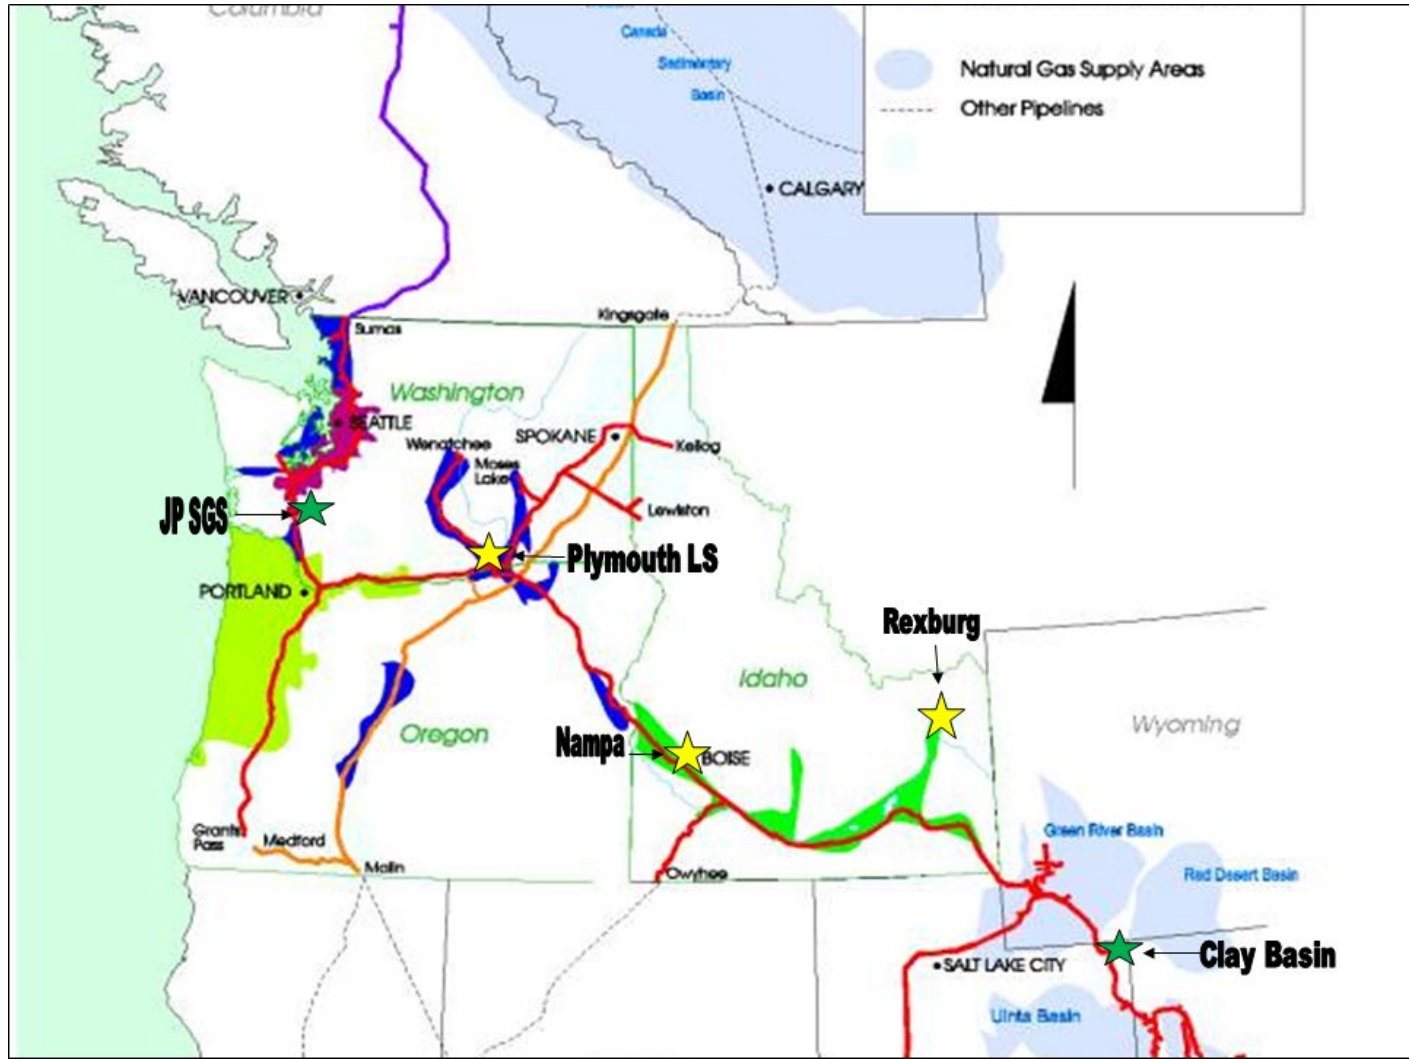 Columbia
Canada
Sedimentary
Basin
Natural Gas Supply Areas
Other Pipelines
CALGARY
VANCOUVER
Kingsgate
Sumas
Washington
SEATTLE
Wenatchee
SPOKANE
Kellog
Moses
Lake
JP SGS
Lewiston
Plymouth LS
PORTLAND
Rexburg
Idaho
Oregon
Wyoming
Nampa
BOISE
Grants
Pass
Medford
Green River Basin
Malin
Owyhee
Red Desert Basin
Clay Basin
SALT LAKE CITY
Uinta Basin